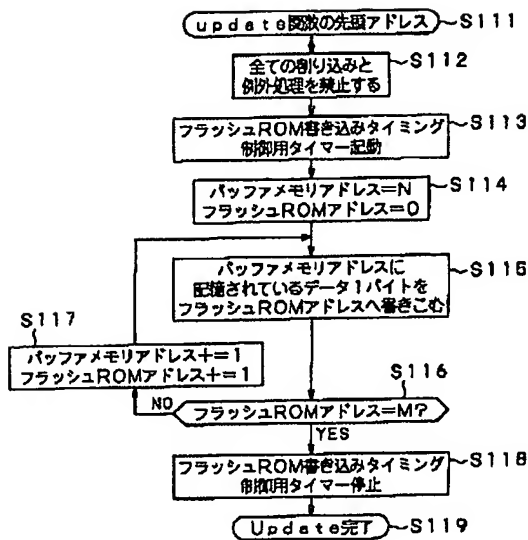 update関数の先頭アドレス
S111
S112
全ての割り込みと
例外処理を禁止する
S113
フラッシュROM書き込みタイミング
制御用タイマー起動
S114
バッファメモリアドレス=N
フラッシュROMアドレス=0
S115
バッファメモリアドレスに
記憶されているデータ1バイトを
フラッシュROMアドレスへ書きこむ
S117
バッファメモリアドレス+=1
フラッシュROMアドレス+=1
S116
NO
フラッシュROMアドレス=M?
YES
S118
フラッシュROM書き込みタイミング
制御用タイマー停止
Update完了
S119